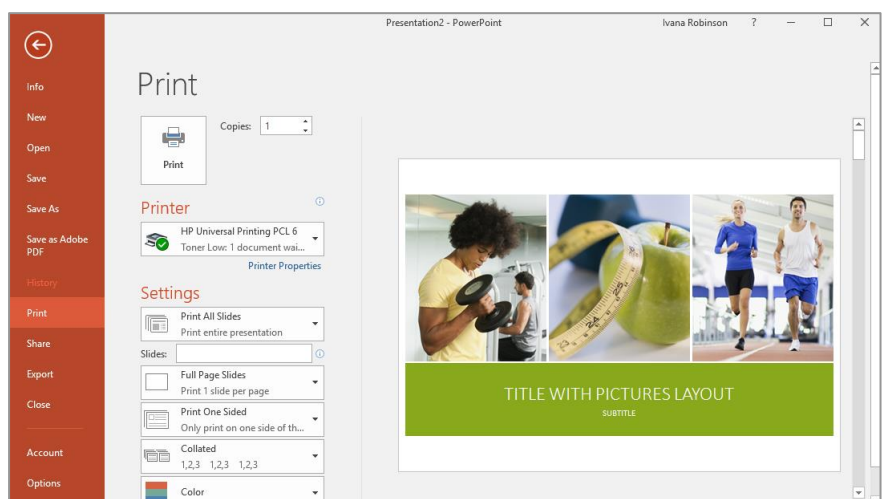 Presentation2 - PowerPoint
Ivana Robinson
?
Info
New
Open
Save
Save As
Save as Adobe
PDF
History
Print
Share
Export
Close
Account
Options
Print
Copies: 1
Print
Printer
HP Universal Printing PCL 6
Toner Low: 1 document wai...
Printer Properties
Settings
Print All Slides
Print entire presentation
Slides:
Full Page Slides
Print 1 slide per page
Print One Sided
Only print on one side of th...
Collated
1,2,3 1,2,3 1,2,3
Color
24
TITLE WITH PICTURES LAYOUT
SUBTITLE